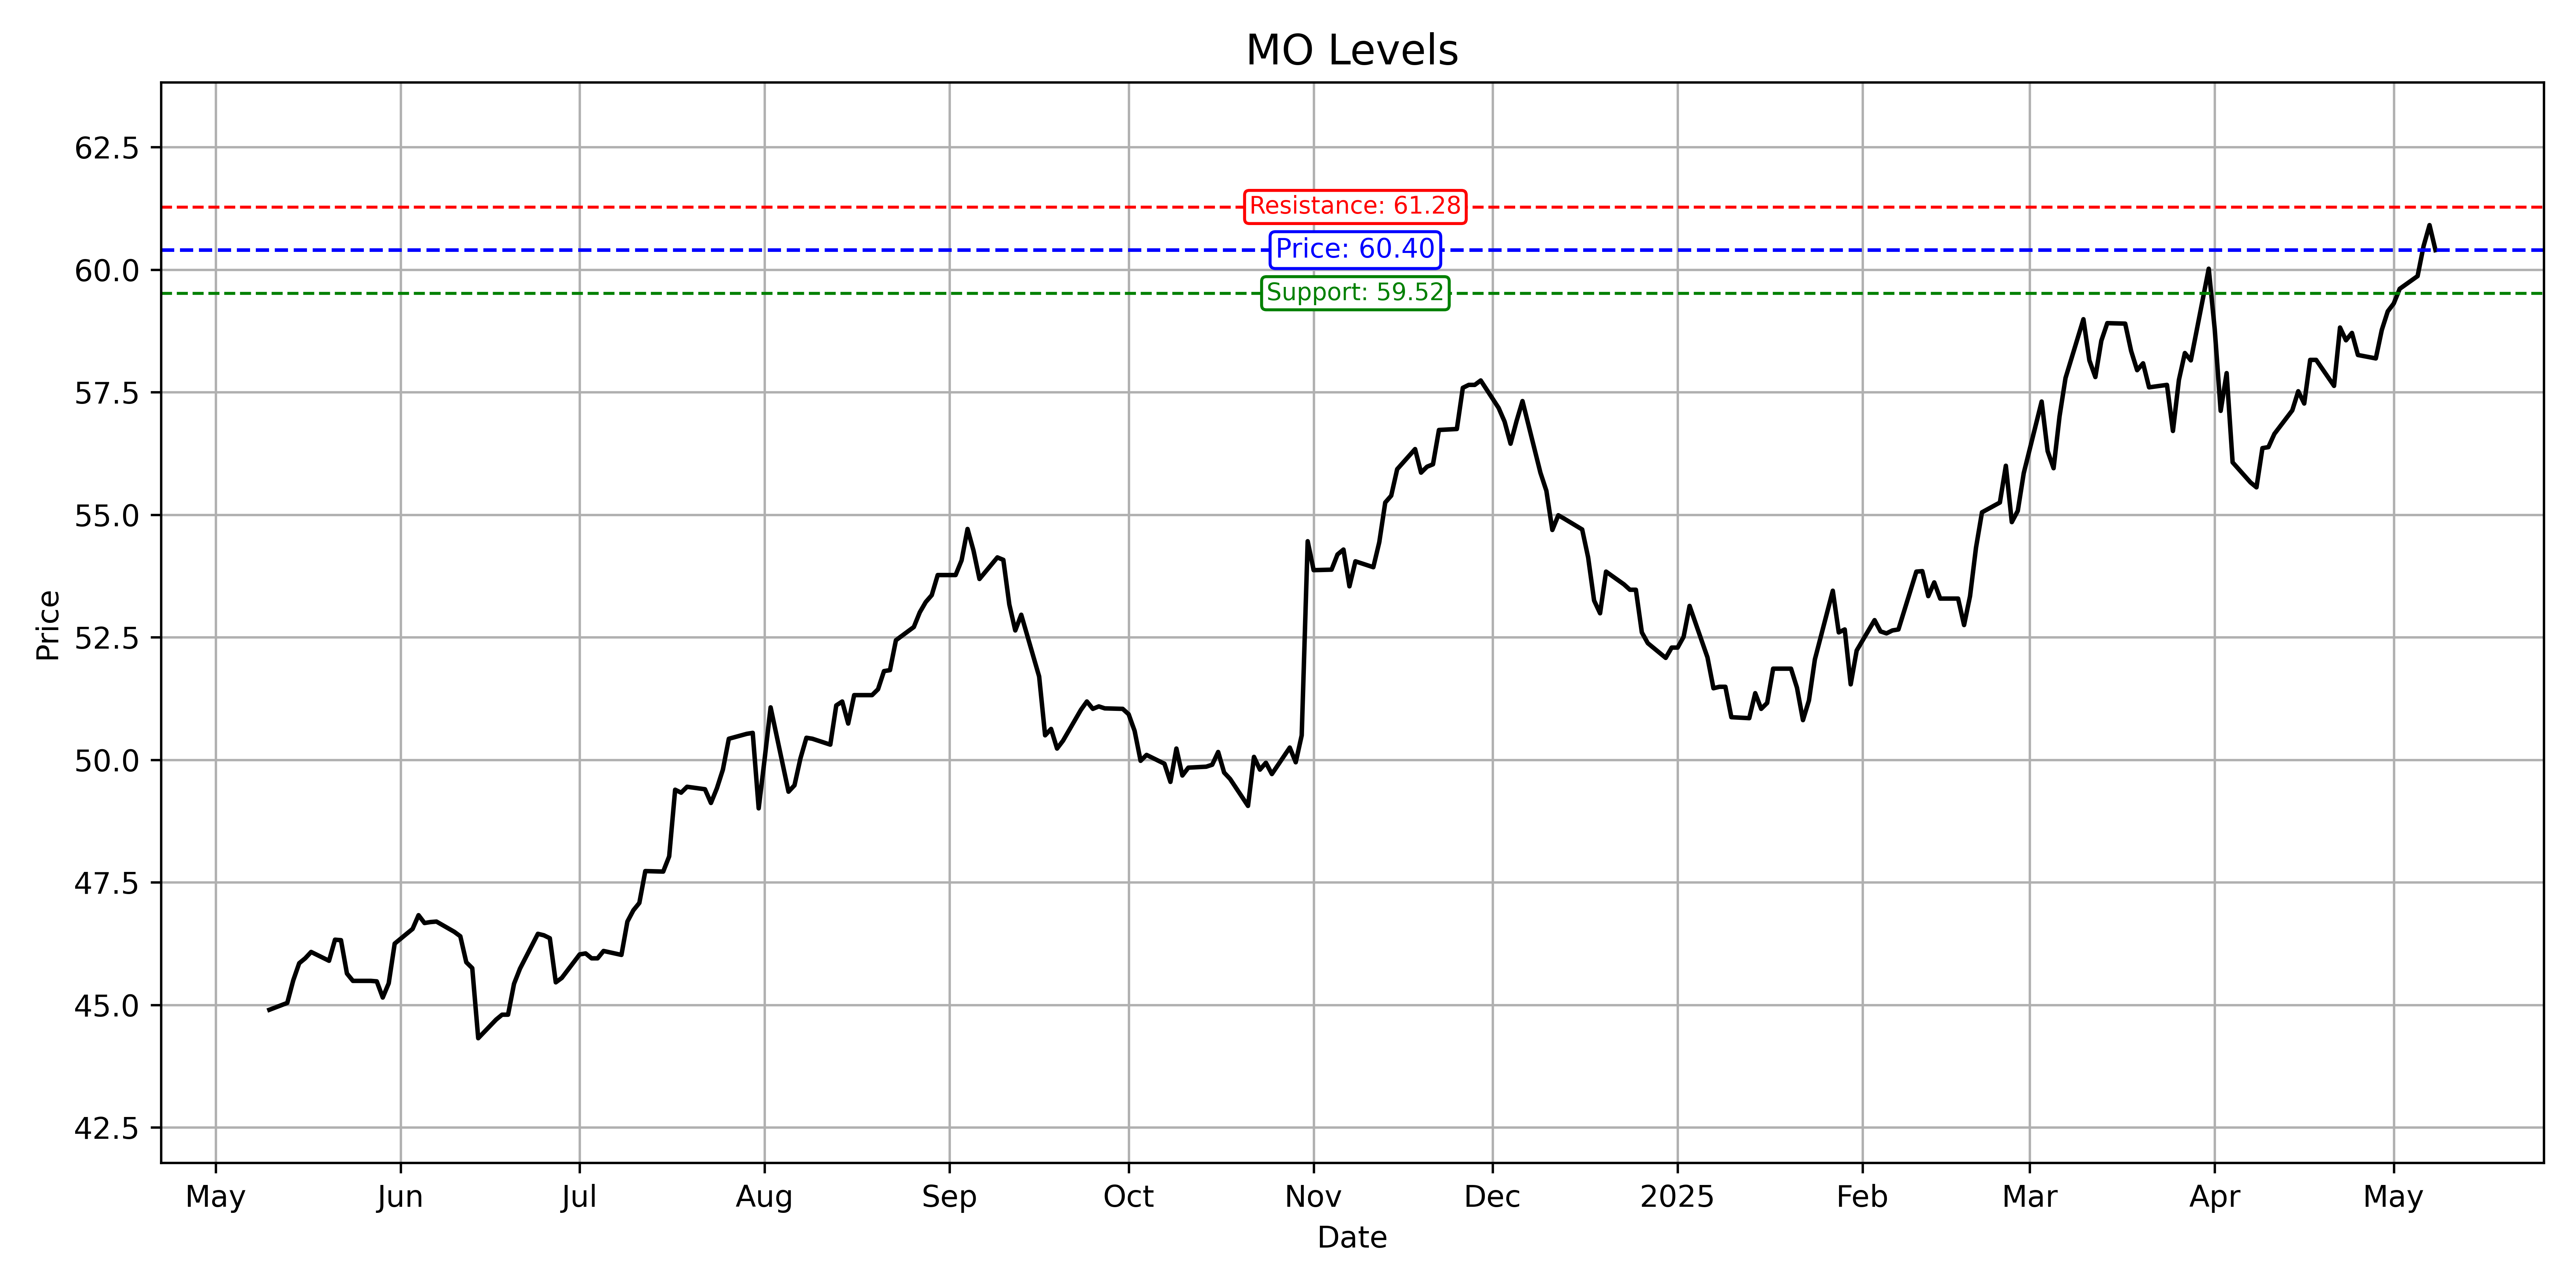 MO Levels
62.5
60.0
57.5
55.0
52.5
50.0
47.5
45.0
42.5
Price
Resistance: 61.28
Price: 60.40
Support: 59.52
May Jun Jul Aug Sep Oct Nov Dec 2025 Feb Mar Apr May
Date